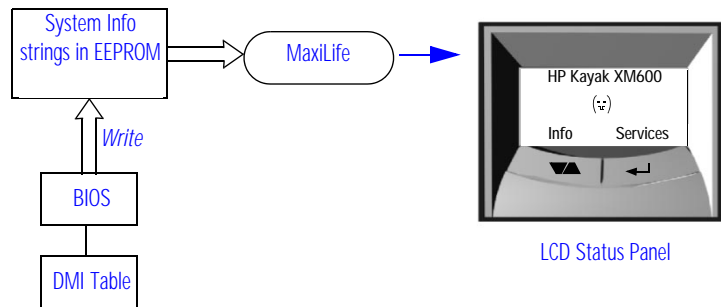 System Info
strings in EEPROM
MaxiLife
HP Kayak XM600
Info Services
Write
BIOS
LCD Status Panel
DMI Table